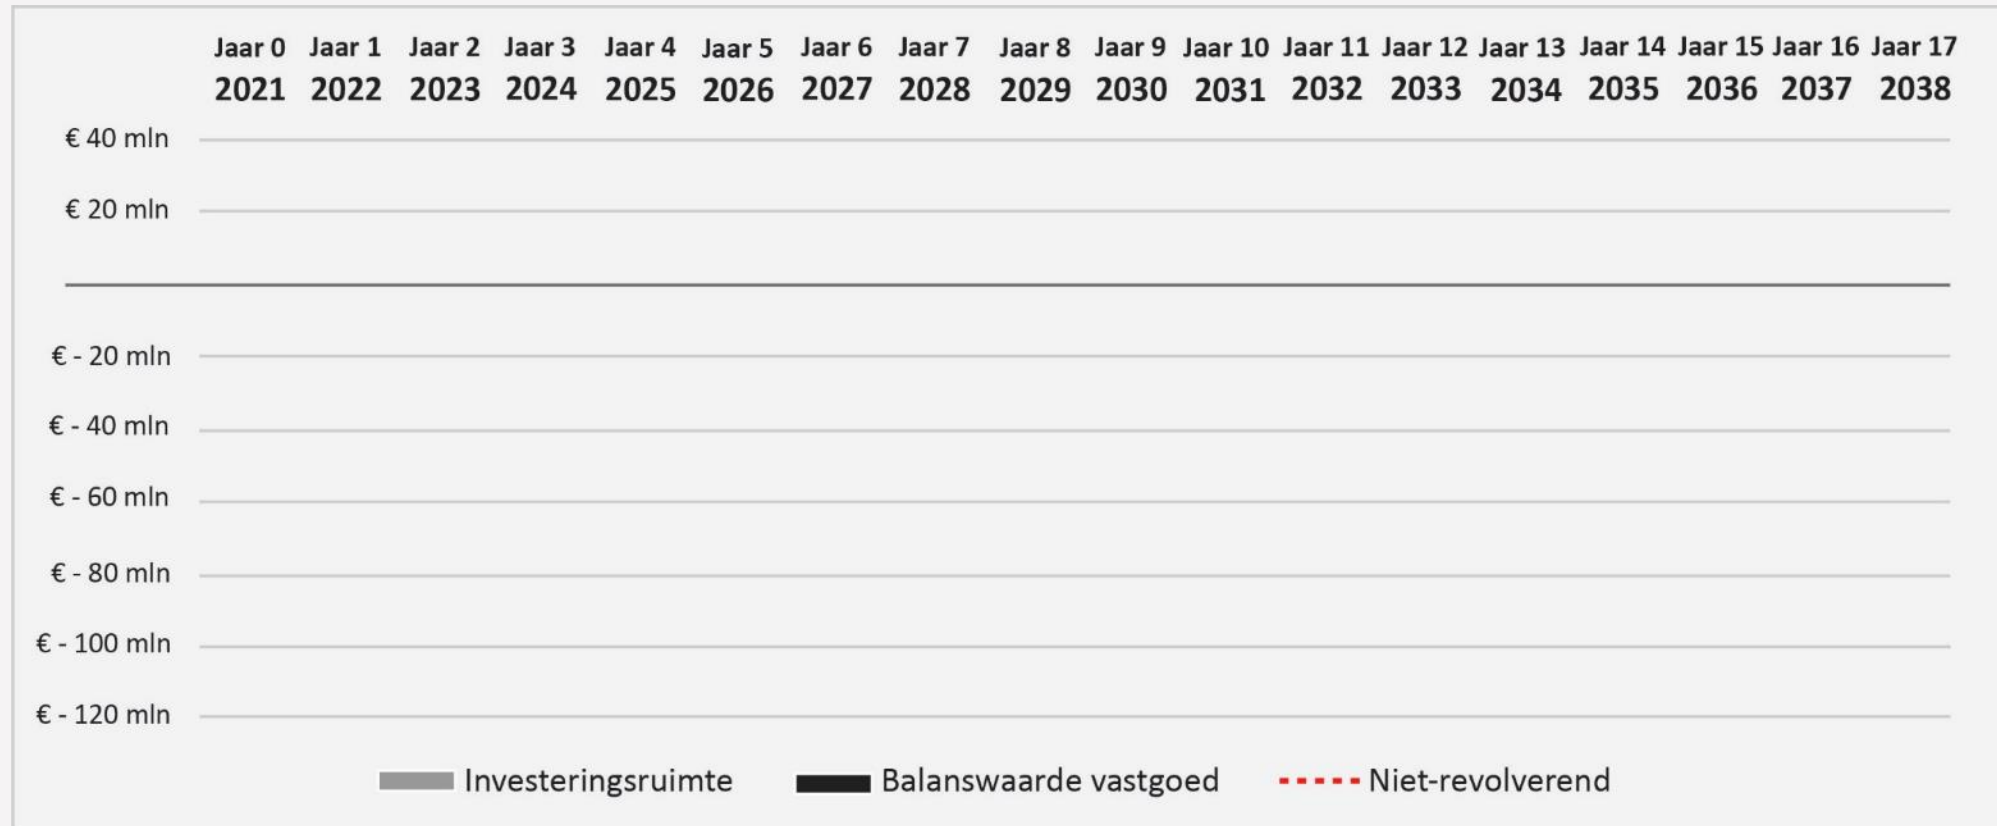 Jaar 0 Jaar 1 Jaar 2 Jaar 3 Jaar 4 Jaar 5 Jaar 6 Jaar 7 Jaar 8 Jaar 9 Jaar 10 Jaar 11 Jaar 12 Jaar 13 Jaar 14 Jaar 15 Jaar 16 Jaar 17
2021 2022 2023 2024 2025 2026 2027 2028 2029 2030 2031 2032 2033 2034 2035 2036 2037 2038
€ 40 mln
€ 20 mln
€ - 20 mln
€ - 40 mln
€ - 60 mln
€ - 80 mln
€ - 100 mln
€ - 120 mln
Investeringsruimte Balanswaarde vastgoed Niet-revolverend